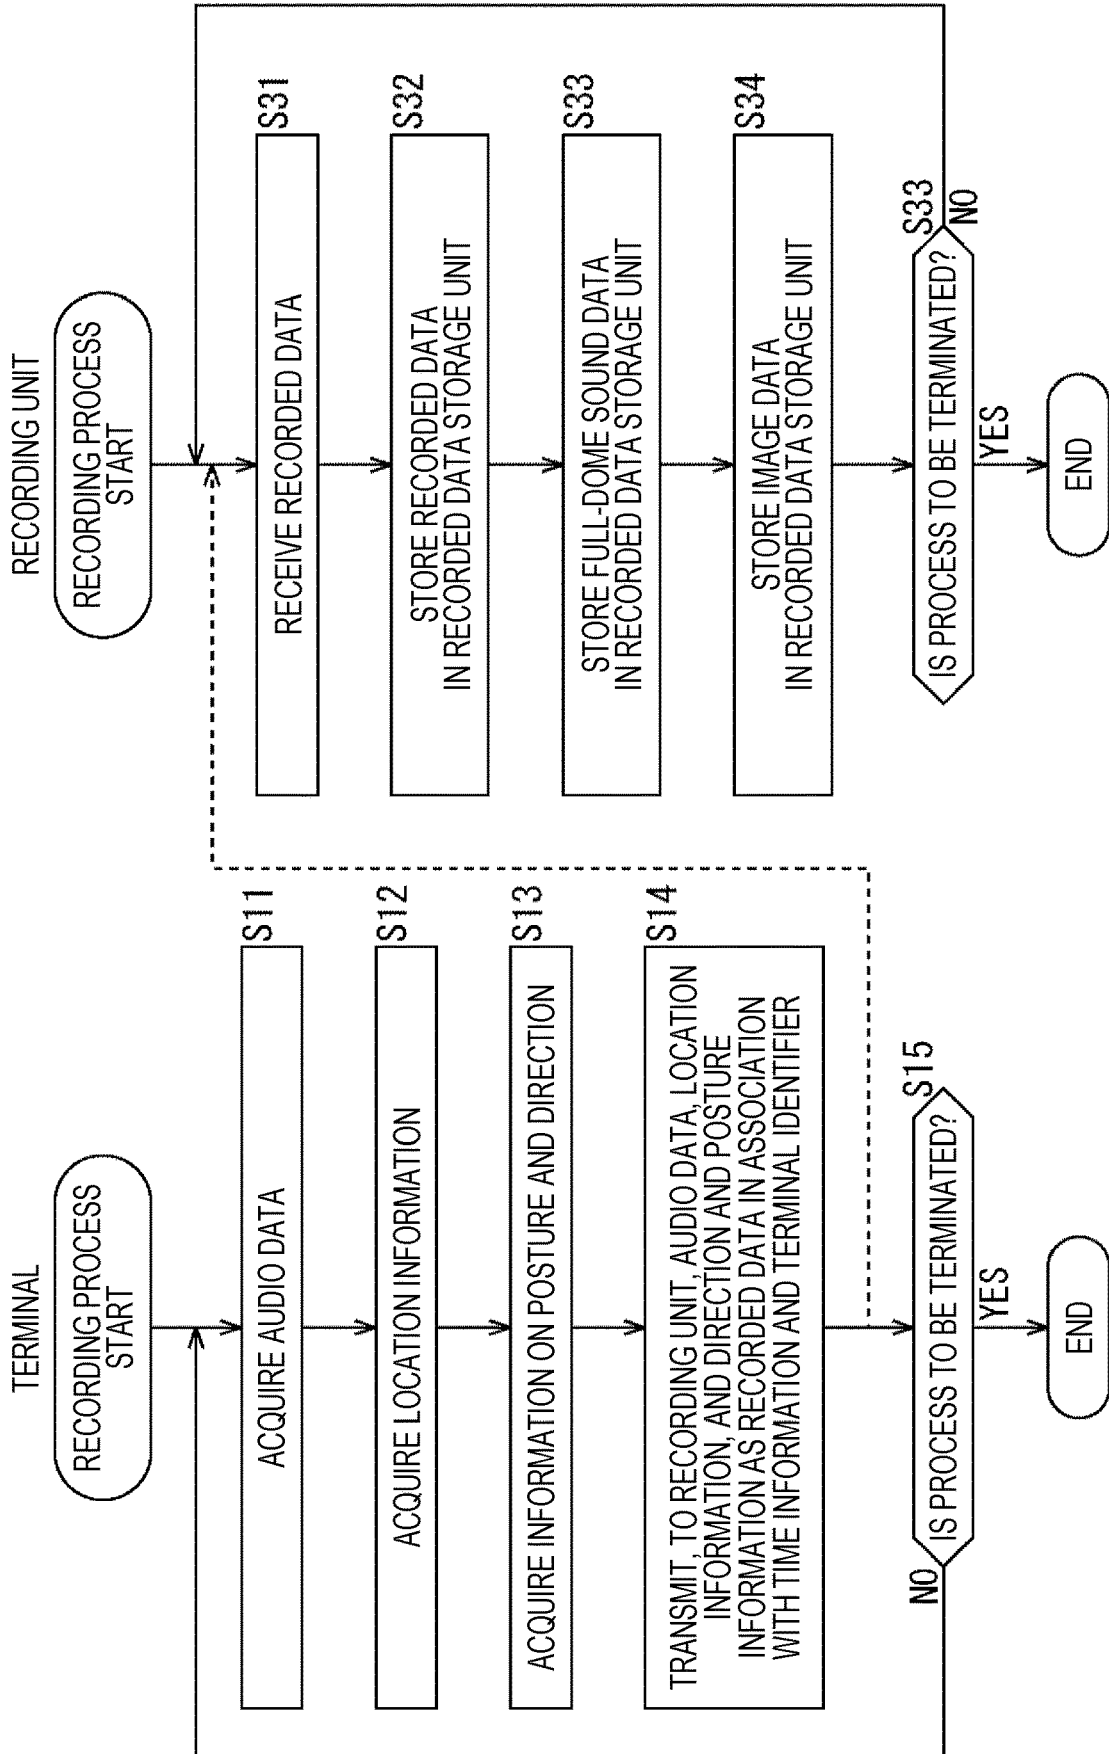 TERMINAL
RECORDING PROCESS
START
ACQUIRE AUDIO DATA
S11
ACQUIRE LOCATION INFORMATION
S12
ACQUIRE INFORMATION ON POSTURE AND DIRECTION
S13
TRANSMIT, TO RECORDING UNIT, AUDIO DATA, LOCATION
INFORMATION, AND DIRECTION AND POSTURE
INFORMATION AS RECORDED DATA IN ASSOCIATION
WITH TIME INFORMATION AND TERMINAL IDENTIFIER
S14
IS PROCESS TO BE TERMINATED?
S15
NO
YES
END
RECORDING UNIT
RECORDING PROCESS
START
RECEIVE RECORDED DATA
S31
STORE RECORDED DATA
IN RECORDED DATA STORAGE UNIT
S32
STORE FULL-DOME SOUND DATA
IN RECORDED DATA STORAGE UNIT
S33
STORE IMAGE DATA
IN RECORDED DATA STORAGE UNIT
S34
IS PROCESS TO BE TERMINATED?
S33
NO
YES
END